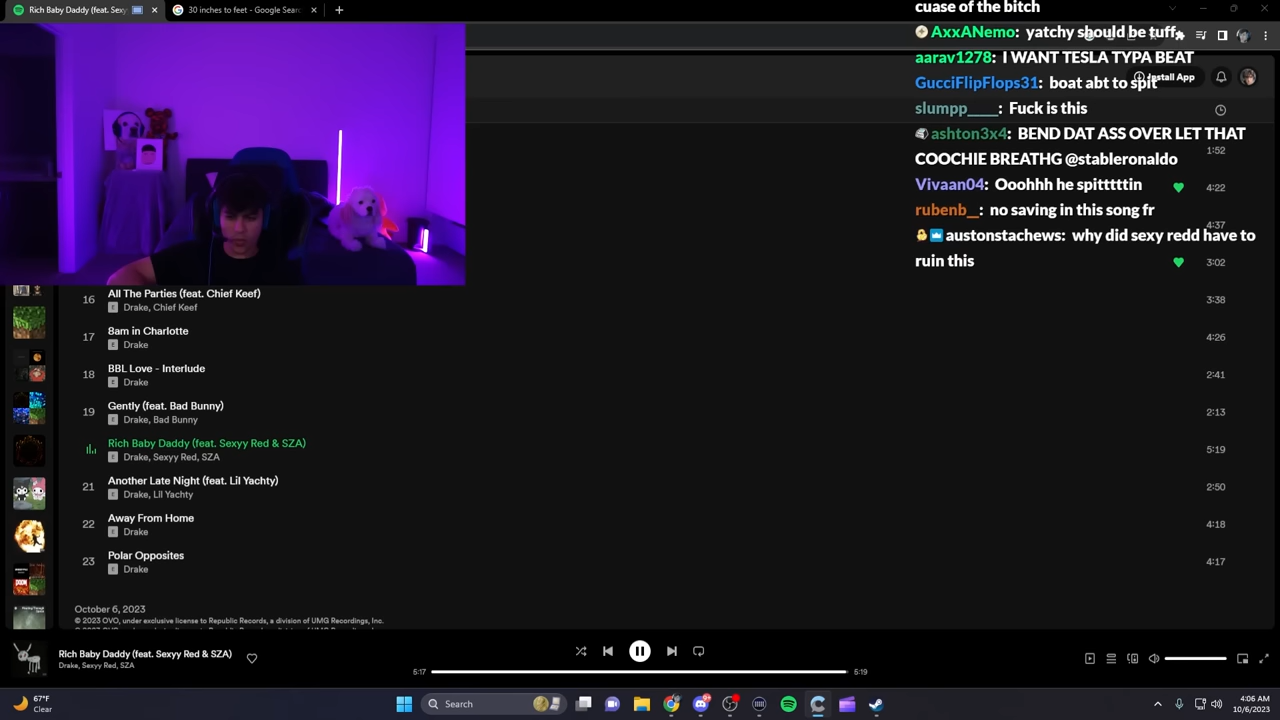 Rich Baby Daddy (feat. Sexy
30 inches to feet - Google Sear
cuase of the bitch
AxxANemo: yatchy should be tuff
aarav1278: I WANT TESLA TYPA BEAT
Install App
GucciFlipFlops31: boat abt to spit
slumpp____: Fuck is this
ashton3x4: BEND DAT ASS OVER LET THAT
1:52
COOCHIE BREATHG @stableronaldo
Vivaan04: Ooohhh he spitttttin
4:22
rubenb_: no saving in this song fr
4:37
austonstachews: why did sexy redd have to
ruin this
3:02
16 All The Parties (feat. Chief Keef) 3:38
E Drake, Chief Keef
17 8am in Charlotte 4:26
E Drake
18 BBL Love - Interlude 2:41
E Drake
19 Gently (feat. Bad Bunny) 2:13
E Drake, Bad Bunny
Rich Baby Daddy (feat. Sexyy Red & SZA) 5:19
E Drake, Sexyy Red, SZA
21 Another Late Night (feat. Lil Yachty) 2:50
E Drake, Lil Yachty
22 Away From Home 4:18
E Drake
23 Polar Opposites 4:17
E Drake
October 6, 2023
© 2023 OVO, under exclusive license to Republic Records, a division of UMG Recordings, Inc.
Rich Baby Daddy (feat. Sexyy Red & SZA)
Drake, Sexyy Red, SZA
5:17
5:19
67°F
Clear
Search
4:06 AM
10/6/2023